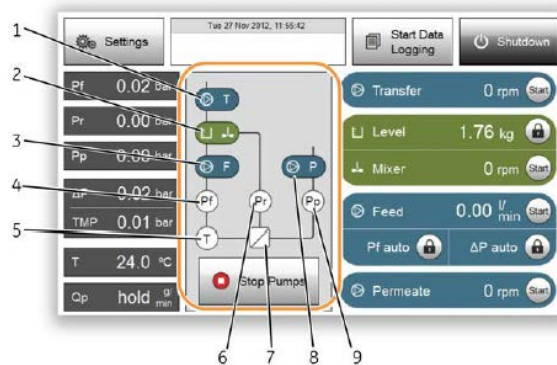 Settings
Tue 27 Nov 2012, 11:55:42
Start Data
Logging
Shutdown
1
2
3
4
5
Pf 0.02 bar
Pr 0.00 bar
Pp 0.09 bar
ΔP 0.02 bar
TMP 0.01 bar
T 24.0 °C
Qp hold g/min
T
F
P
Pf
Pr
Pp
T
Stop Pumps
Transfer 0 rpm Start
Level 1.76 kg
Mixer 0 rpm Start
Feed 0.00 l/min Start
Pf auto
ΔP auto
Permeate 0 rpm Start
6 7 8 9